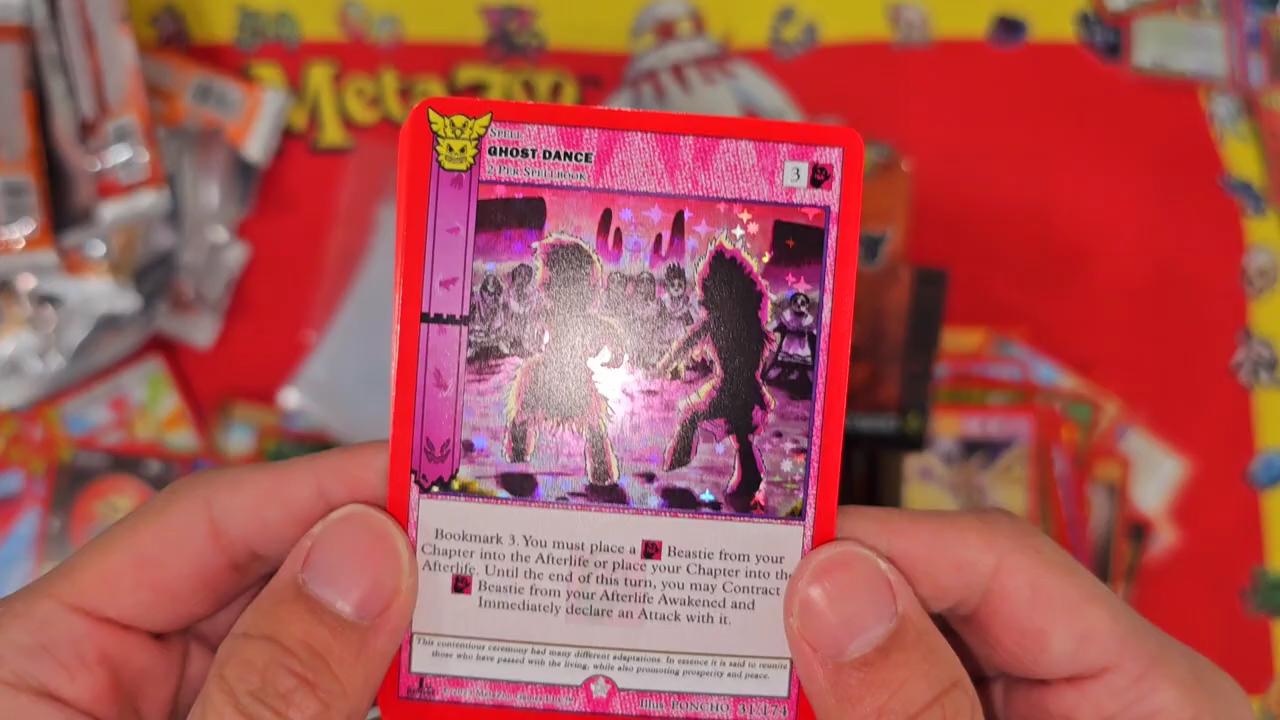 MetaZoo
SPELL
GHOST DANCE
2 PER SPELLBOOK
3
Bookmark 3. You must place a Beastie from your
Chapter into the Afterlife or place your Chapter into the
Afterlife. Until the end of this turn, you may Contract
Beastie from your Afterlife Awakened and
Immediately declare an Attack with it.
This contentious ceremony had many different adaptations. In essence it is said to reunite
those who have passed with the living, while also promoting prosperity and peace.
Illus. PONCHO 31/174